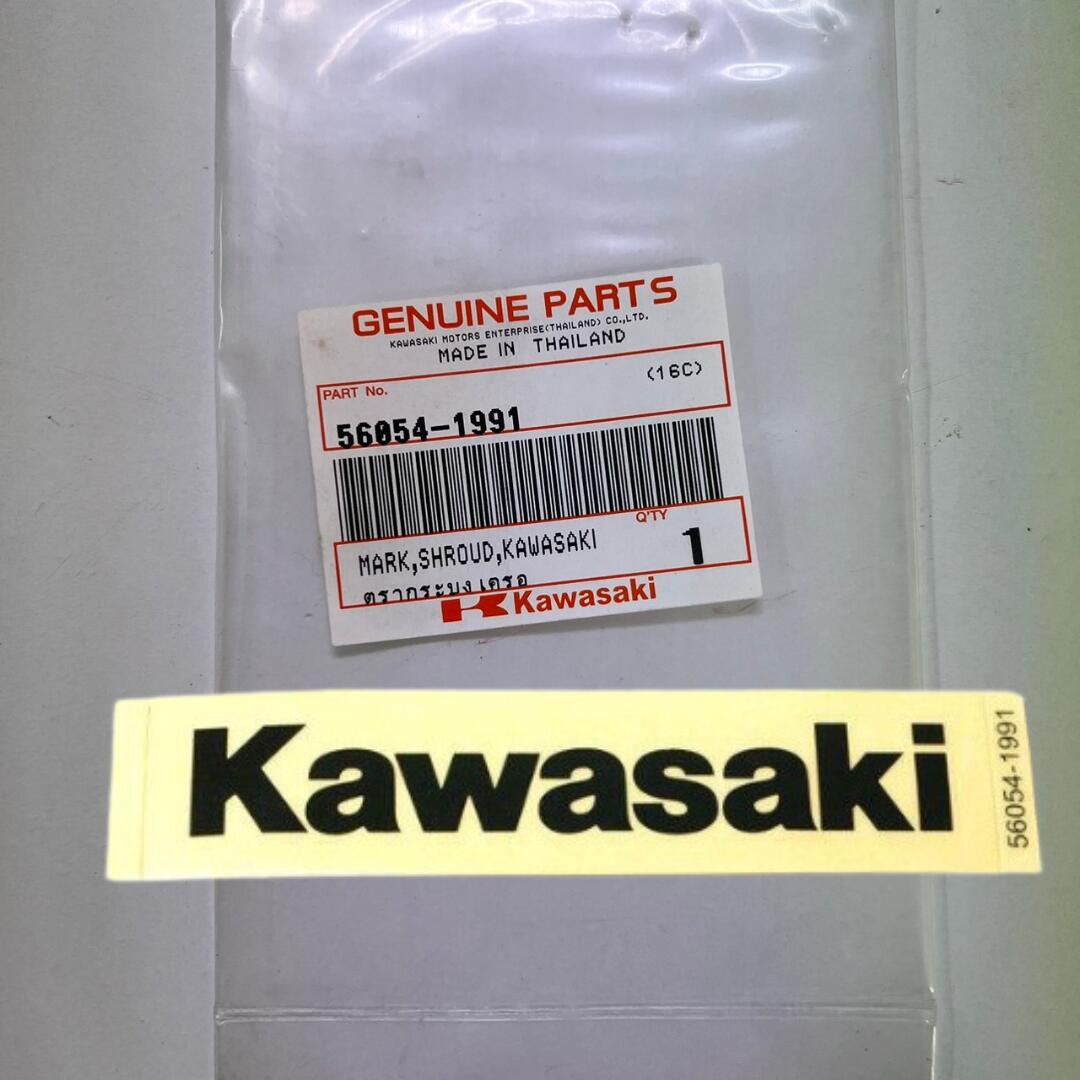 GENUINE PARTS
KAWASAKI MOTORS ENTERPRISE(THAILAND) CO.,LTD.
MADE IN THAILAND
PART No.
(16C)
56054-1991
Q'TY
MARK,SHROUD,KAWASAKI
1
ตรากระบง เครอ
Kawasaki
Kawasaki
56054-1991